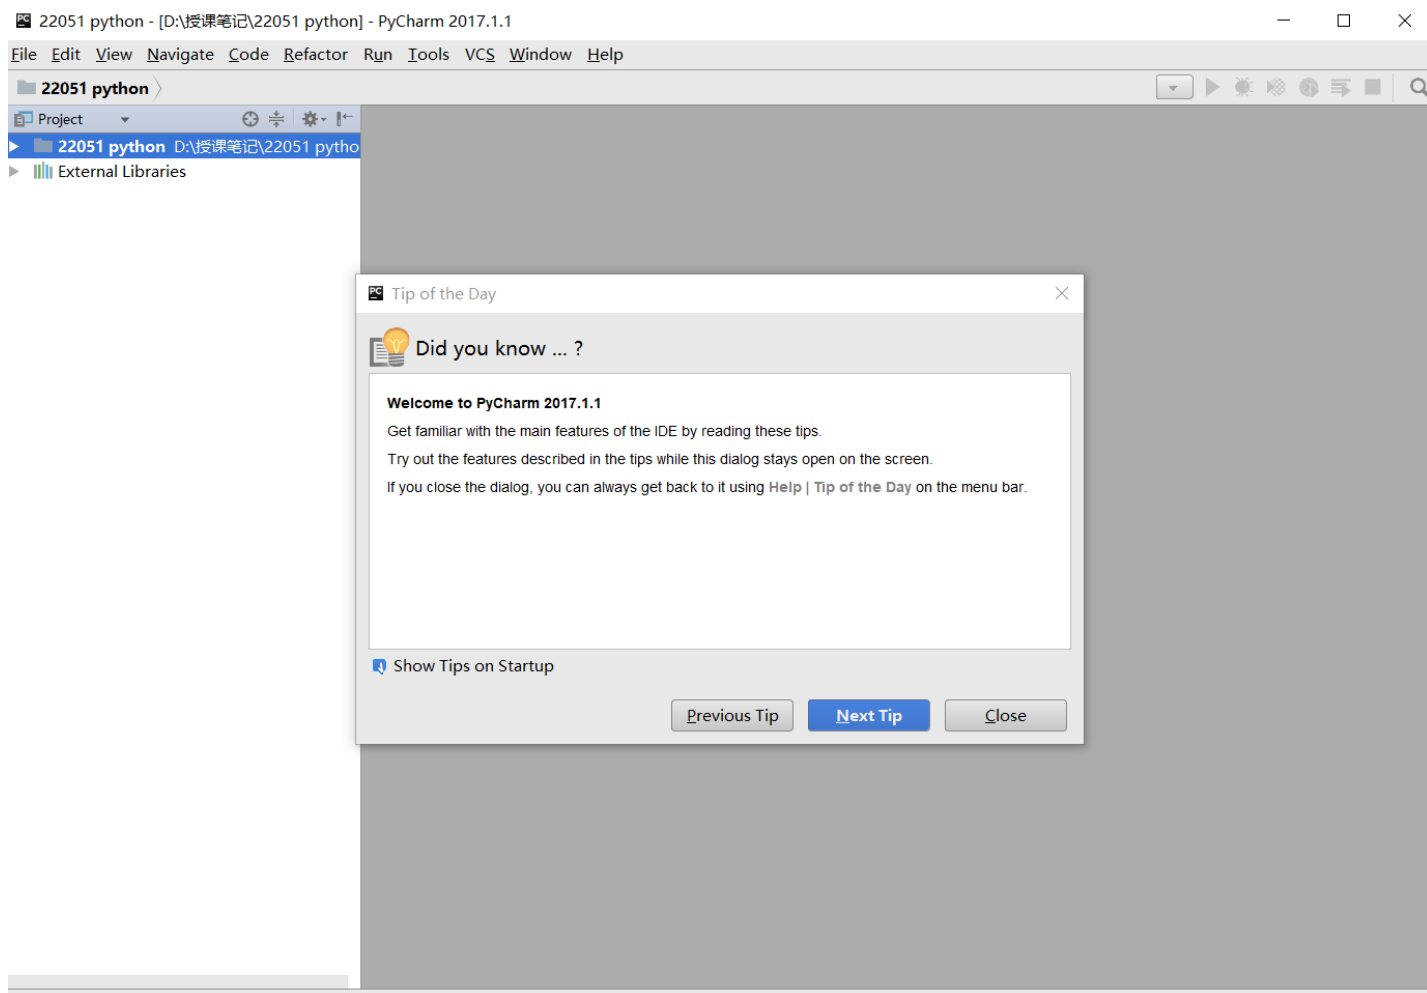 22051 python - [D:\授课笔记\22051 python] - PyCharm 2017.1.1
File Edit View Navigate Code Refactor Run Tools VCS Window Help
22051 python
Project
22051 python D:\授课笔记\22051 pytho
External Libraries
Tip of the Day
Did you know ... ?
Welcome to PyCharm 2017.1.1
Get familiar with the main features of the IDE by reading these tips.
Try out the features described in the tips while this dialog stays open on the screen.
If you close the dialog, you can always get back to it using Help | Tip of the Day on the menu bar.
Show Tips on Startup
Previous Tip Next Tip Close